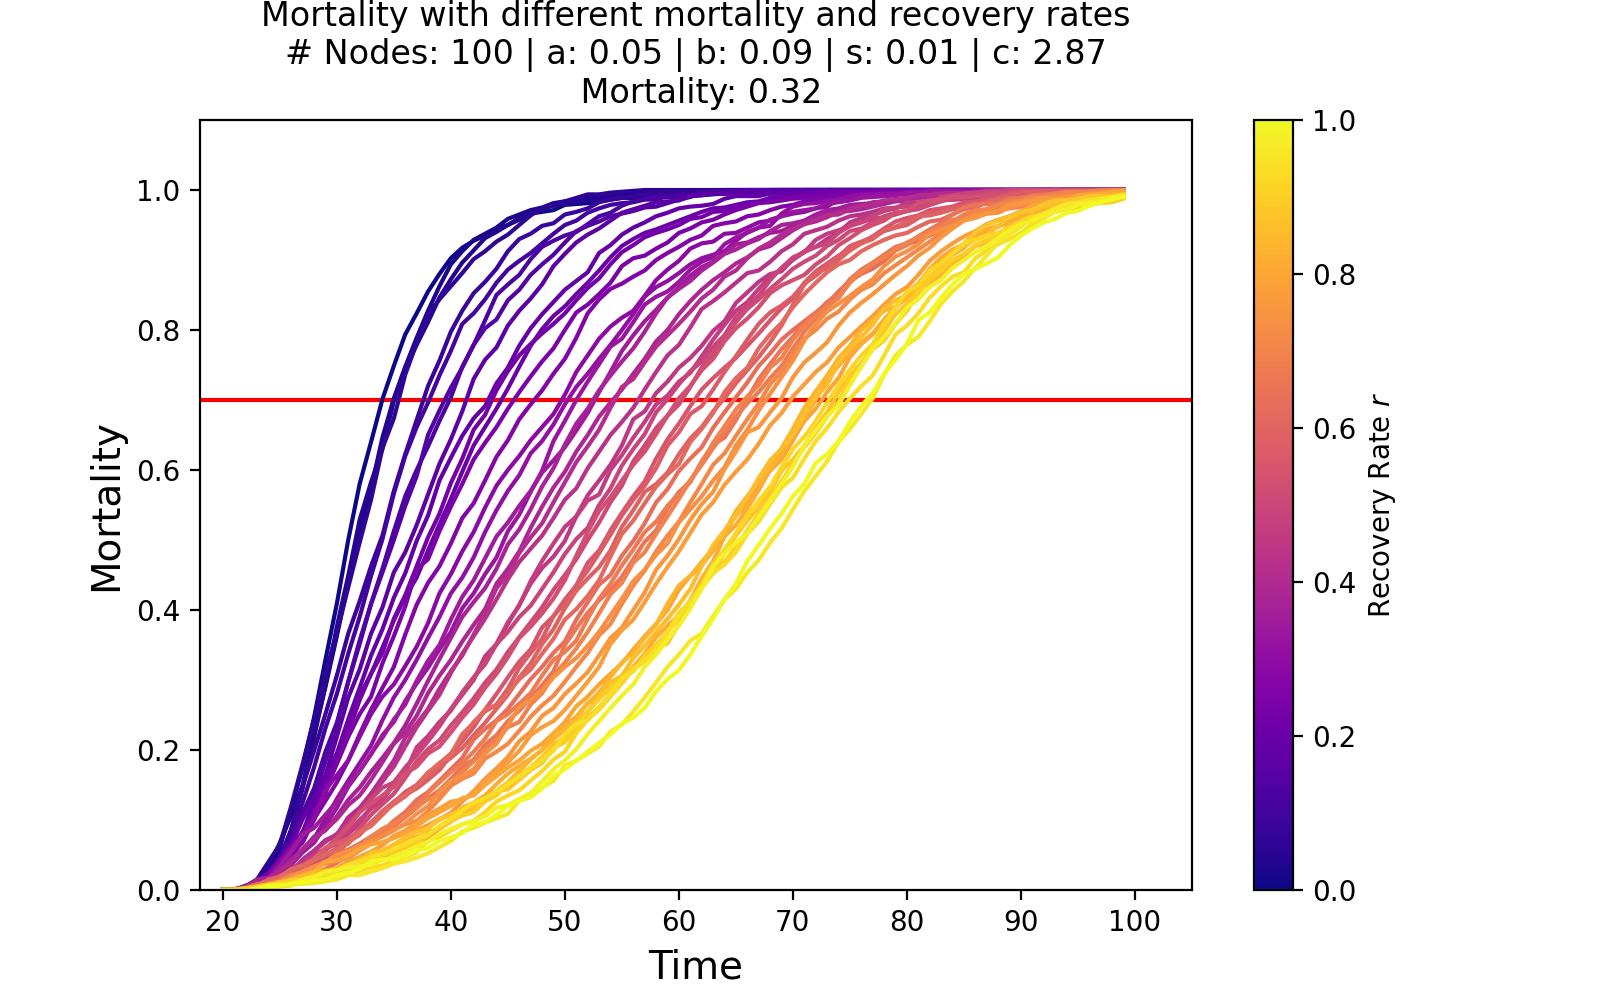 Mortality with different mortality and recovery rates
# Nodes: 100 | a: 0.05 | b: 0.09 | s: 0.01 | c: 2.87
Mortality: 0.32
Mortality
1.0
0.8
0.6
0.4
0.2
0.0
20 30 40 50 60 70 80 90 100
Time
1.0
0.8
0.6
0.4
0.2
0.0
Recovery Rate r